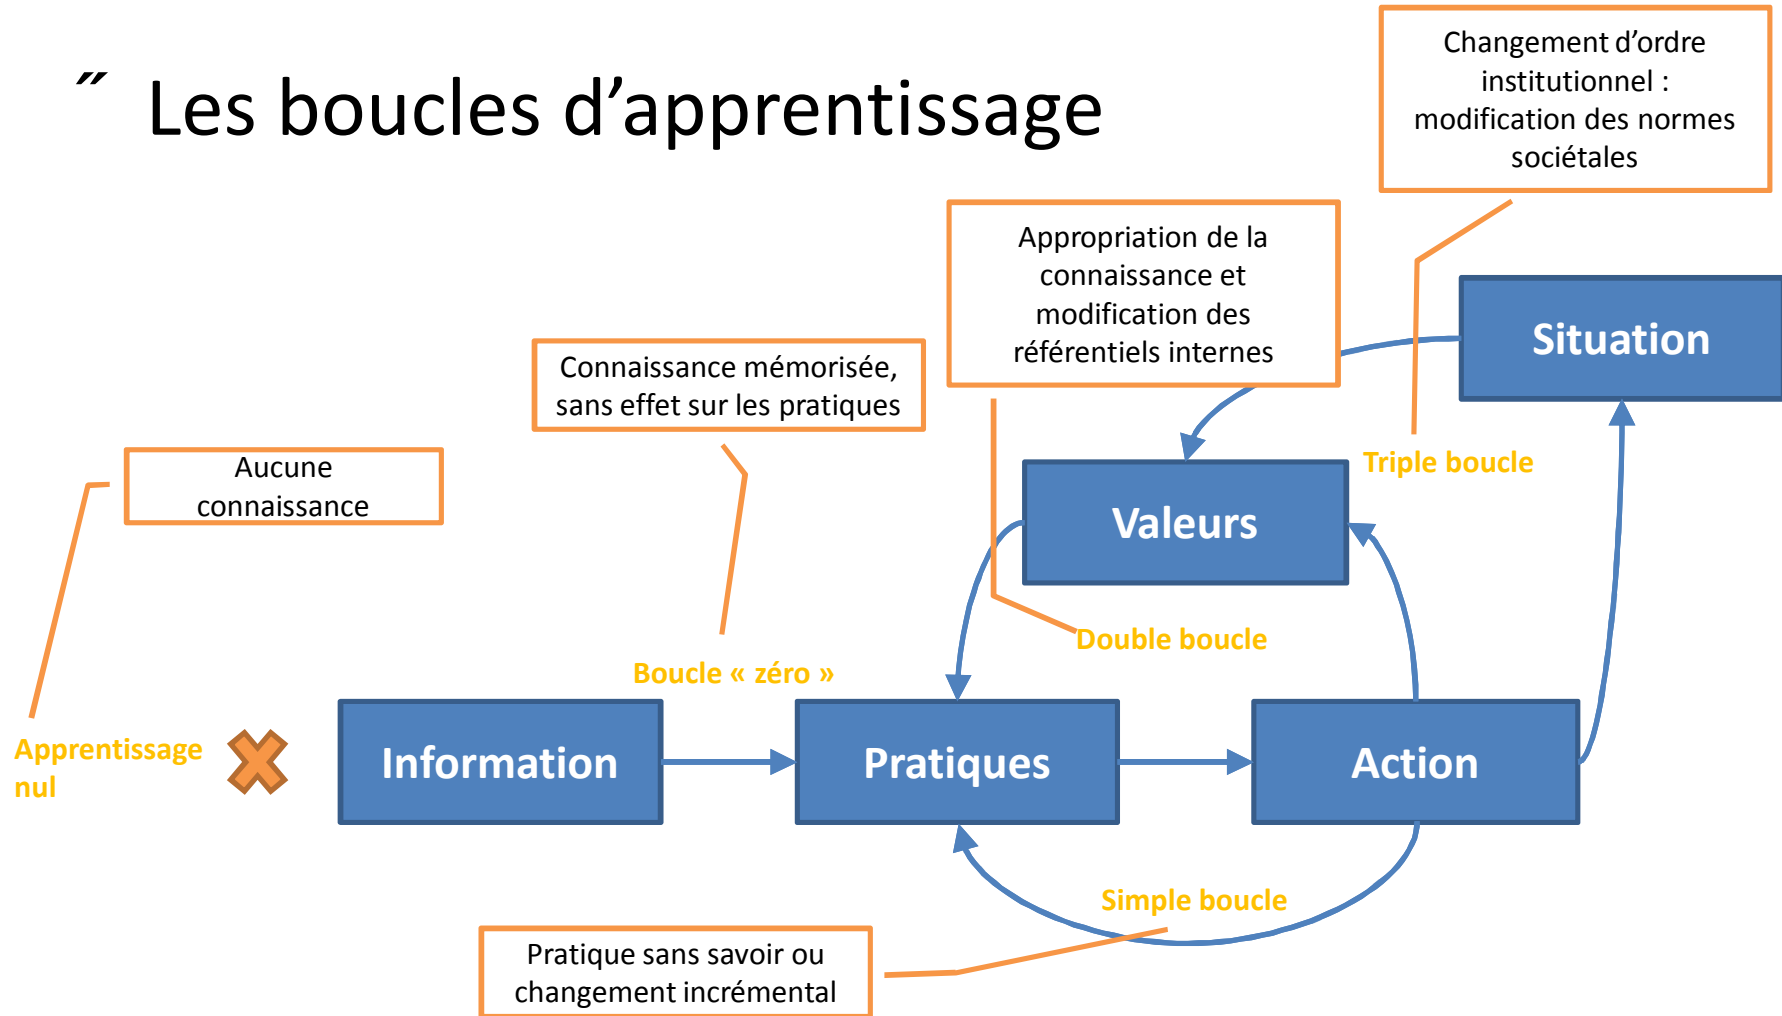 ˝ Les boucles d’apprentissage
Changement d’ordre
institutionnel :
modification des normes
sociétales
Appropriation de la
connaissance et
modification des
référentiels internes
Situation
Connaissance mémorisée,
sans effet sur les pratiques
Aucune
connaissance
Triple boucle
Valeurs
Double boucle
Boucle « zéro »
Apprentissage
nul
Information
Pratiques
Action
Simple boucle
Pratique sans savoir ou
changement incrémental